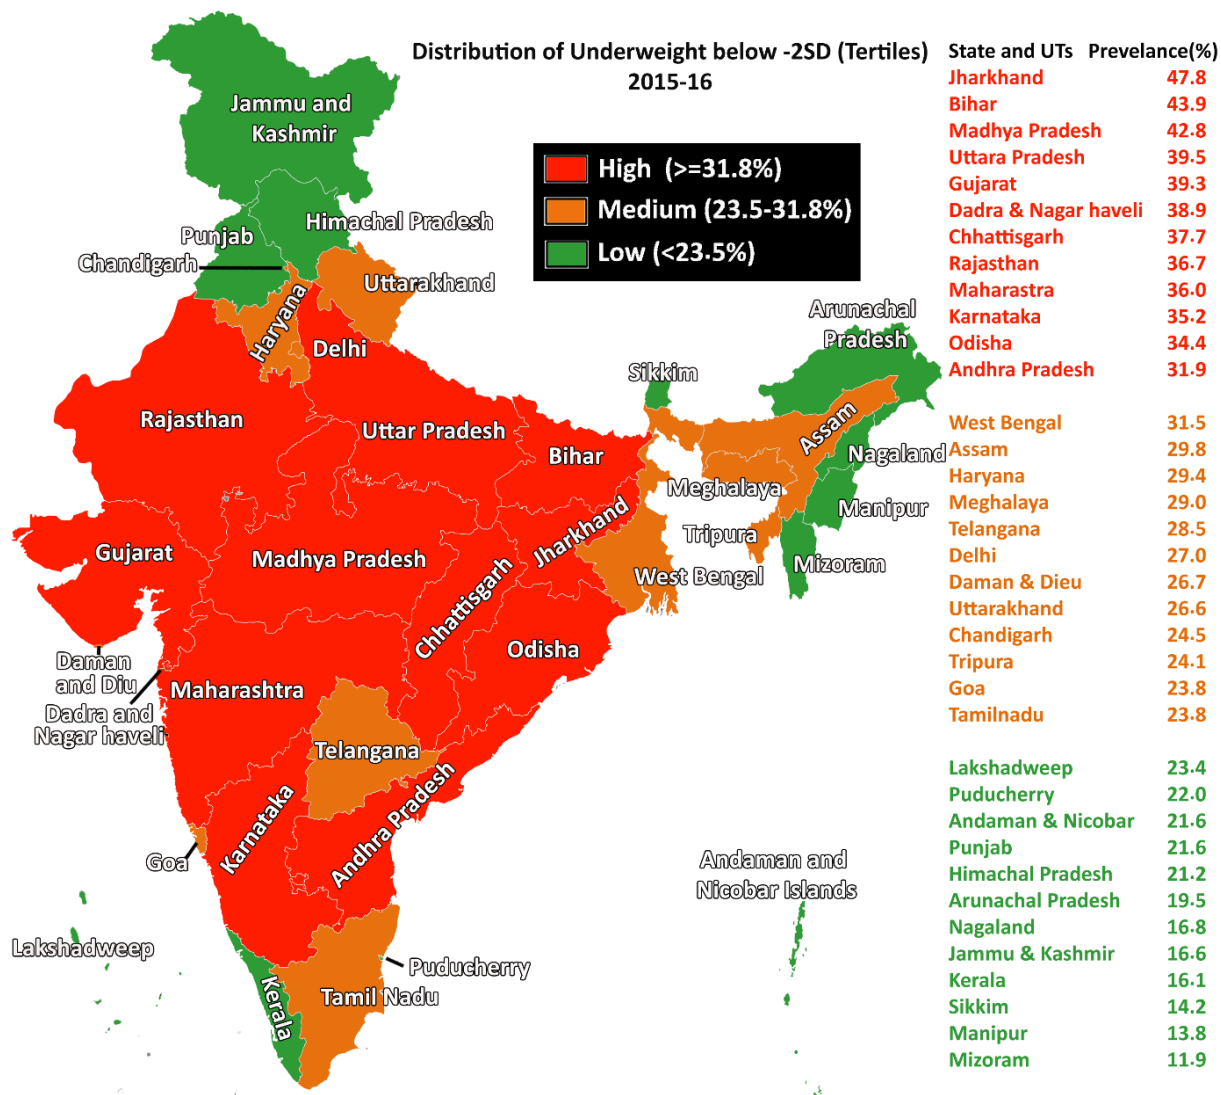 Distribution of Underweight below -2SD (Tertiles)
2015-16
High (>=31.8%)
Medium (23.5-31.8%)
Low (<23.5%)
Jammu and
Kashmir
Himachal Pradesh
Punjab
Chandigarh
Uttarakhand
Haryana
Delhi
Arunachal
Pradesh
Sikkim
Rajasthan
Uttar Pradesh
Bihar
Assam
Nagaland
Meghalaya
Manipur
Tripura
Mizoram
Gujarat
Madhya Pradesh
Jharkhand
West Bengal
Chhattisgarh
Odisha
Daman
and Diu
Dadra and
Nagar haveli
Maharashtra
Telangana
Karnataka
Andhra Pradesh
Goa
Andaman and
Nicobar Islands
Lakshadweep
Puducherry
Kerala
Tamil Nadu
State and UTs Prevelance(%)
Jharkhand 47.8
Bihar 43.9
Madhya Pradesh 42.8
Uttara Pradesh 39.5
Gujarat 39.3
Dadra & Nagar haveli 38.9
Chhattisgarh 37.7
Rajasthan 36.7
Maharastra 36.0
Karnataka 35.2
Odisha 34.4
Andhra Pradesh 31.9
West Bengal 31.5
Assam 29.8
Haryana 29.4
Meghalaya 29.0
Telangana 28.5
Delhi 27.0
Daman & Dieu 26.7
Uttarakhand 26.6
Chandigarh 24.5
Tripura 24.1
Goa 23.8
Tamilnadu 23.8
Lakshadweep 23.4
Puducherry 22.0
Andaman & Nicobar 21.6
Punjab 21.6
Himachal Pradesh 21.2
Arunachal Pradesh 19.5
Nagaland 16.8
Jammu & Kashmir 16.6
Kerala 16.1
Sikkim 14.2
Manipur 13.8
Mizoram 11.9